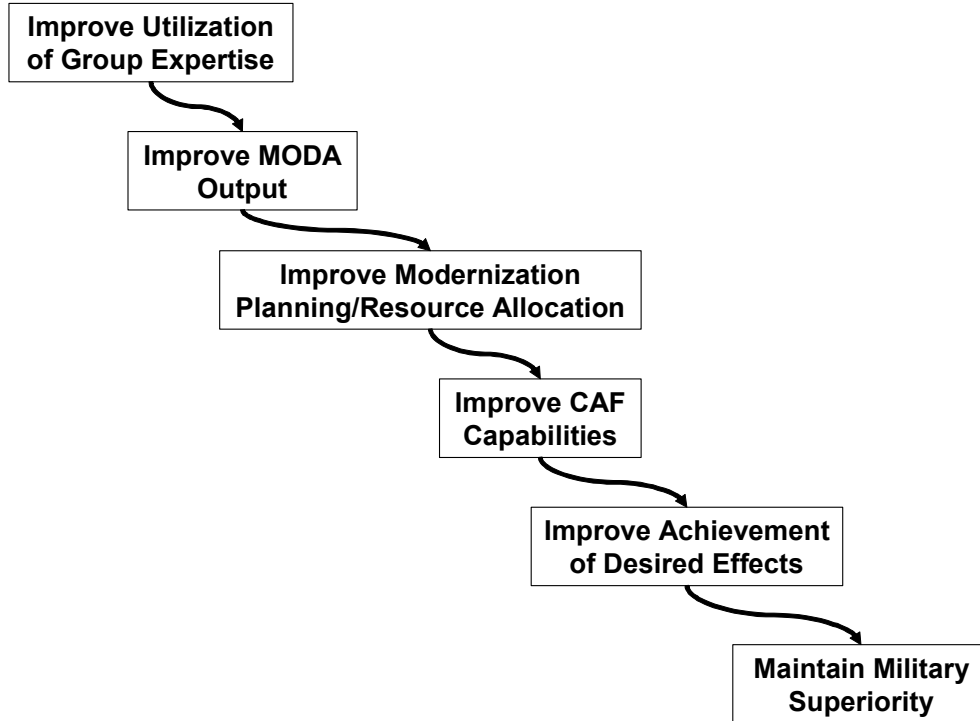 Improve Utilization
of Group Expertise
Improve MODA
Output
Improve Modernization
Planning/Resource Allocation
Improve CAF
Capabilities
Improve Achievement
of Desired Effects
Maintain Military
Superiority